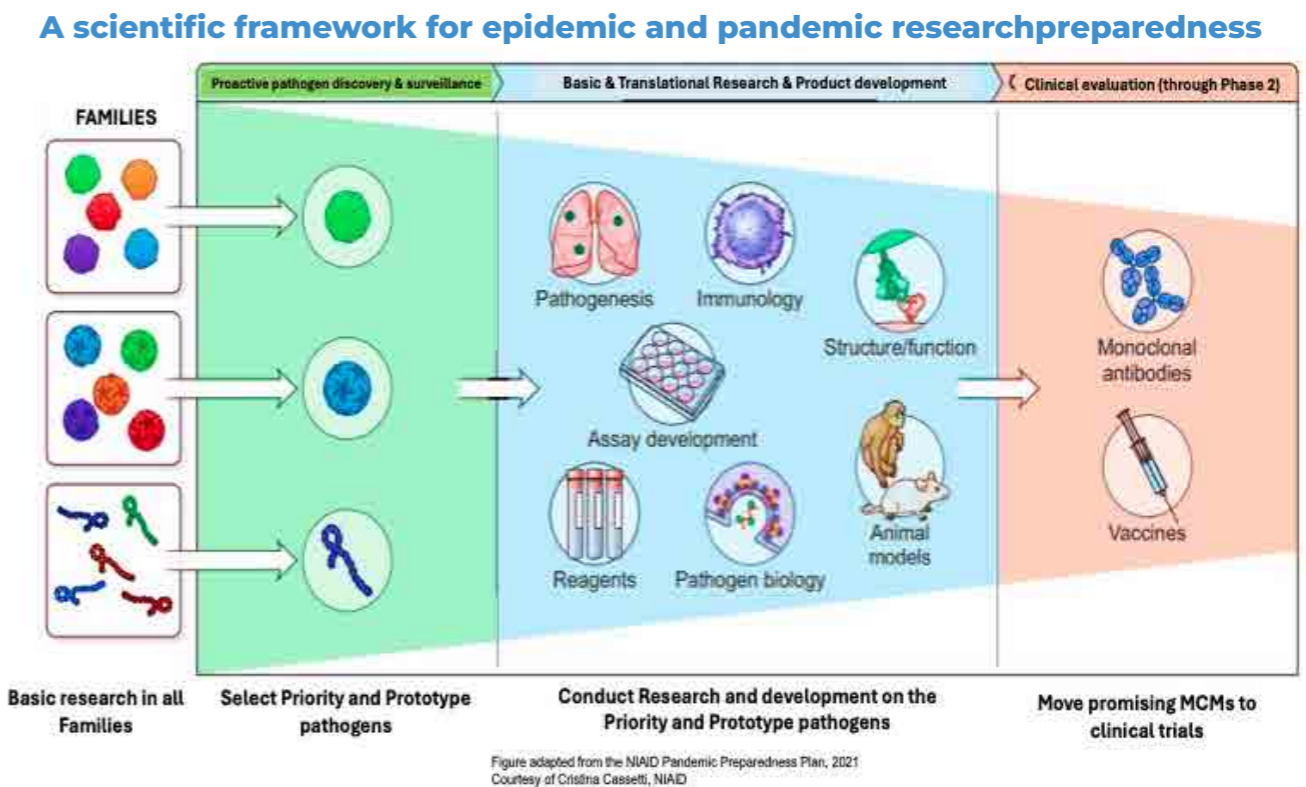 A scientific framework for epidemic and pandemic researchpreparedness
Proactive pathogen discovery & surveillance
Basic & Translational Research & Product development
Clinical evaluation (through Phase 2)
FAMILIES
Pathogenesis
Immunology
Structure/function
Monoclonal
antibodies
Assay development
Animal
models
Vaccines
Reagents
Pathogen biology
Basic research in all
Families
Select Priority and Prototype
pathogens
Conduct Research and development on the
Priority and Prototype pathogens
Move promising MCMs to
clinical trials
Figure adapted from the NIAID Pandemic Preparedness Plan, 2021
Courtesy of Cristina Cassetti, NIAID